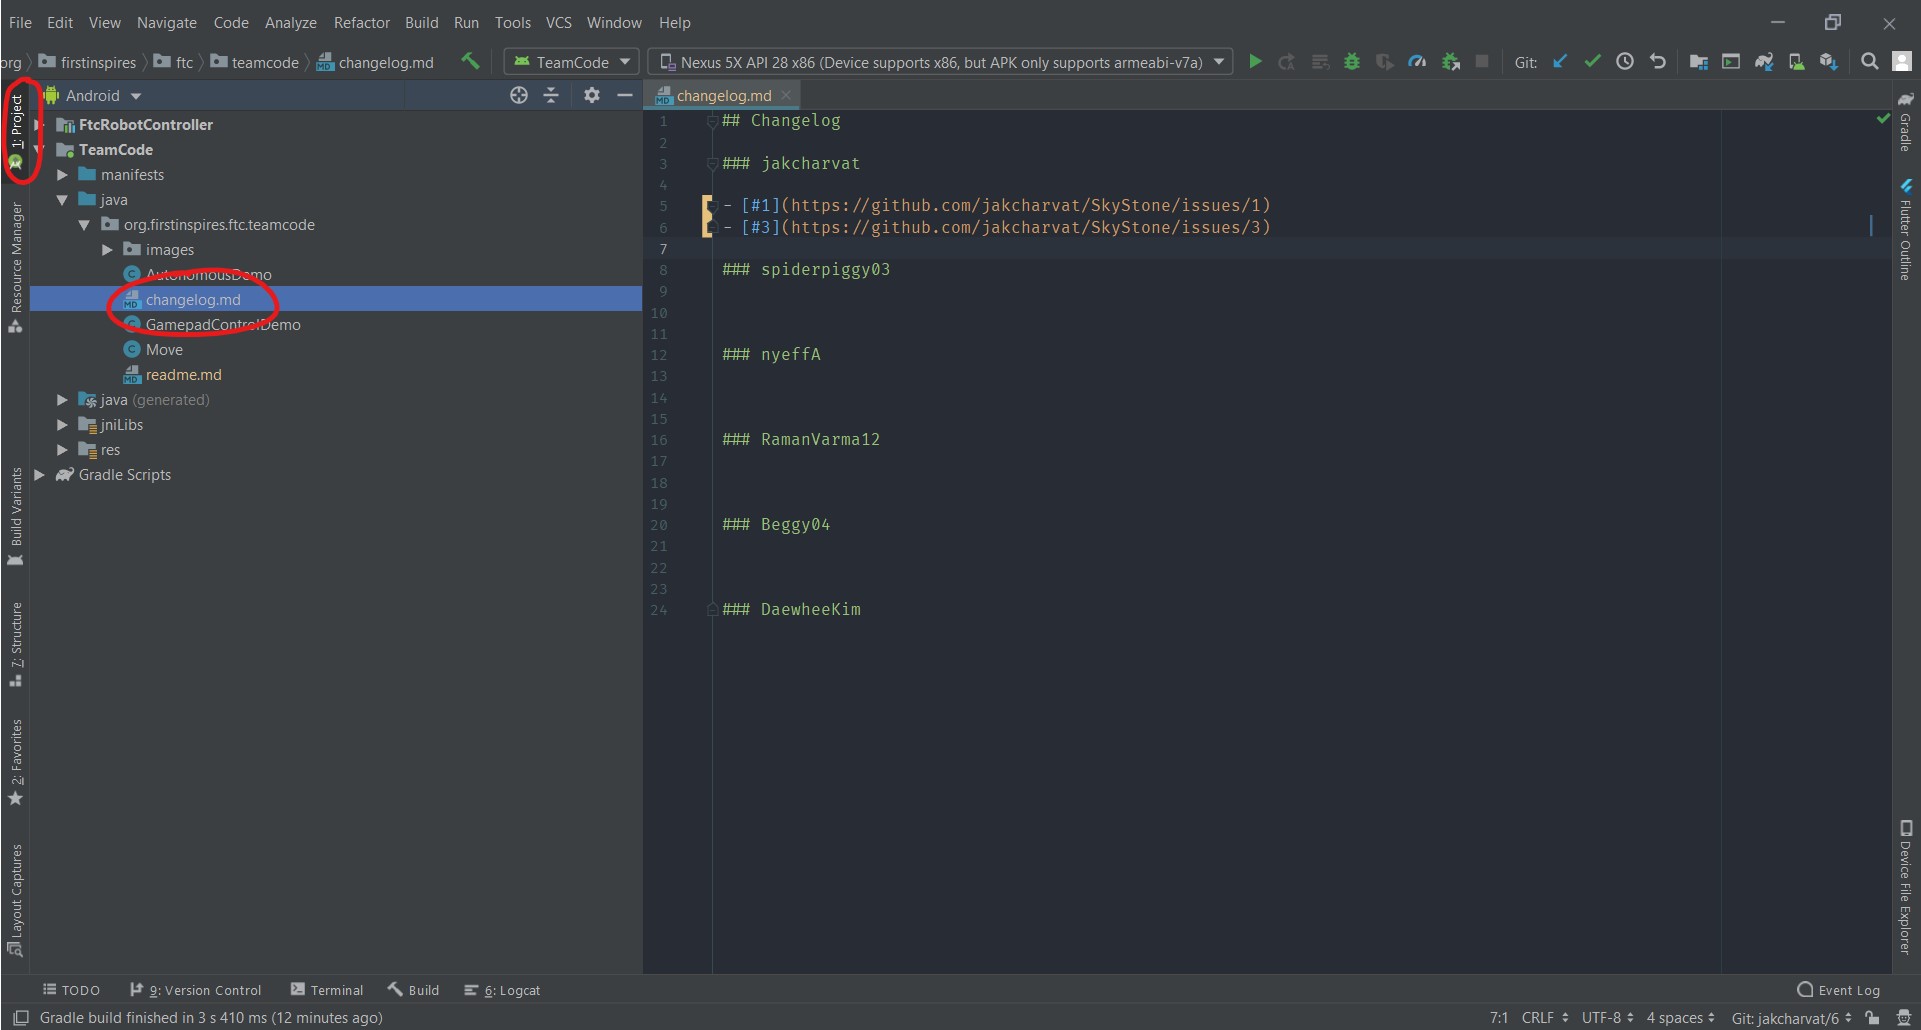 File Edit View Navigate Code Analyze Refactor Build Run Tools VCS Window Help
org firstinspires ftc teamcode changelog.md TeamCode Nexus 5X API 28 x86 (Device supports x86, but APK only supports armeabi-v7a) Git:
1: Project
Resource Manager
Build Variants
7: Structure
2: Favorites
Layout Captures
Android
FtcRobotController
TeamCode
manifests
java
org.firstinspires.ftc.teamcode
images
AutonomousDemo
changelog.md
GamepadControlDemo
Move
readme.md
java (generated)
jniLibs
res
Gradle Scripts
changelog.md
1 ## Changelog
2
3 ### jakcharvat
4
5 - [#1](https://github.com/jakcharvat/SkyStone/issues/1)
6 - [#3](https://github.com/jakcharvat/SkyStone/issues/3)
7
8 ### spiderpiggy03
9
10
11
12 ### nyeffA
13
14
15
16 ### RamanVarma12
17
18
19
20 ### Beggy04
21
22
23
24 ### DaewheeKim
Gradle
Flutter Outline
Device File Explorer
TODO 9: Version Control Terminal Build 6: Logcat Event Log
Gradle build finished in 3 s 410 ms (12 minutes ago) 7:1 CRLF UTF-8 4 spaces Git: jakcharvat/6